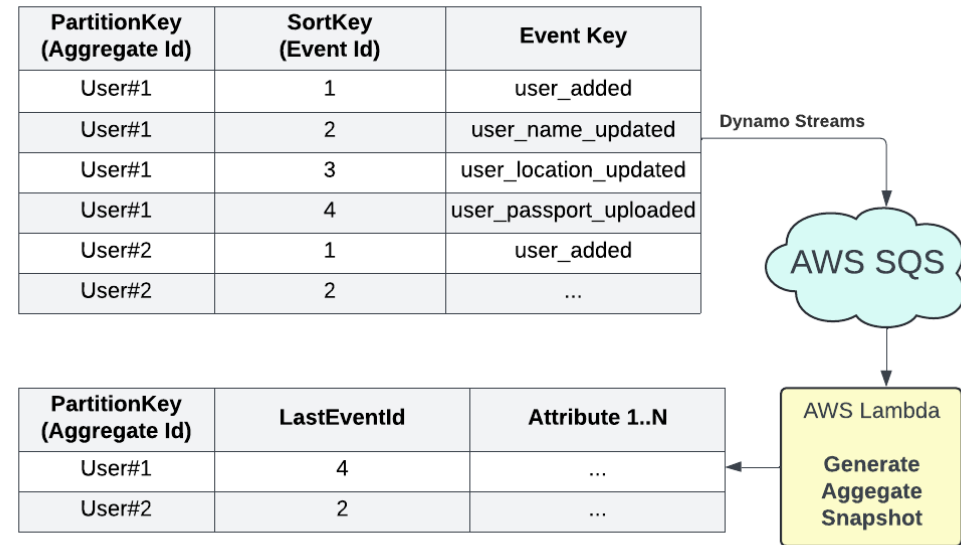 PartitionKey SortKey Event Key
(Aggregate Id) (Event Id)
User#1 1 user_added
User#1 2 user_name_updated
User#1 3 user_location_updated
User#1 4 user_passport_uploaded
User#2 1 user_added
User#2 2 ...
Dynamo Streams
AWS SQS
PartitionKey LastEventId Attribute 1..N
(Aggregate Id)
User#1 4 ...
User#2 2 ...
AWS Lambda
Generate
Aggegate
Snapshot